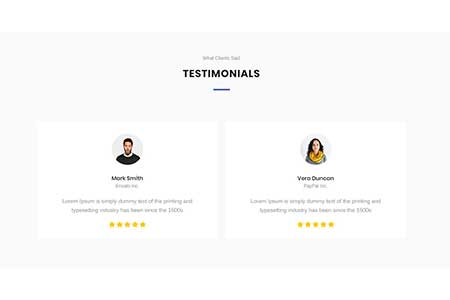 What Clients Said
TESTIMONIALS
Mark Smith
Envato Inc.
Lorem Ipsum is simply dummy text of the printing and
typesetting industry has been since the 1500s.
Vera Duncan
PayPal Inc.
Lorem Ipsum is simply dummy text of the printing and
typesetting industry has been since the 1500s.